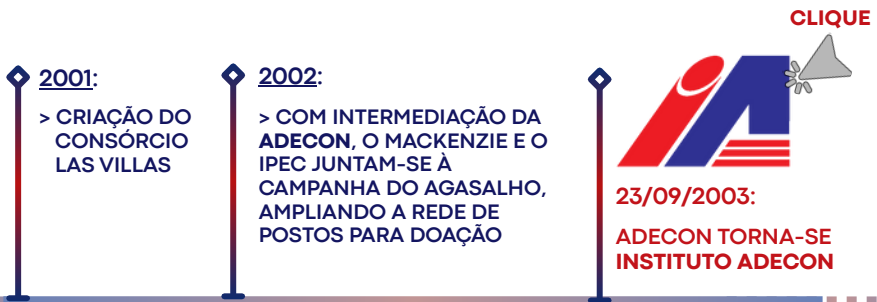 CLIQUE
2001:
> CRIAÇÃO DO
CONSÓRCIO
LAS VILLAS
2002:
> COM INTERMEDIAÇÃO DA
ADECON, O MACKENZIE E O
IPEC JUNTAM-SE À
CAMPANHA DO AGASALHO,
AMPLIANDO A REDE DE
POSTOS PARA DOAÇÃO
iA
23/09/2003:
ADECON TORNA-SE
INSTITUTO ADECON